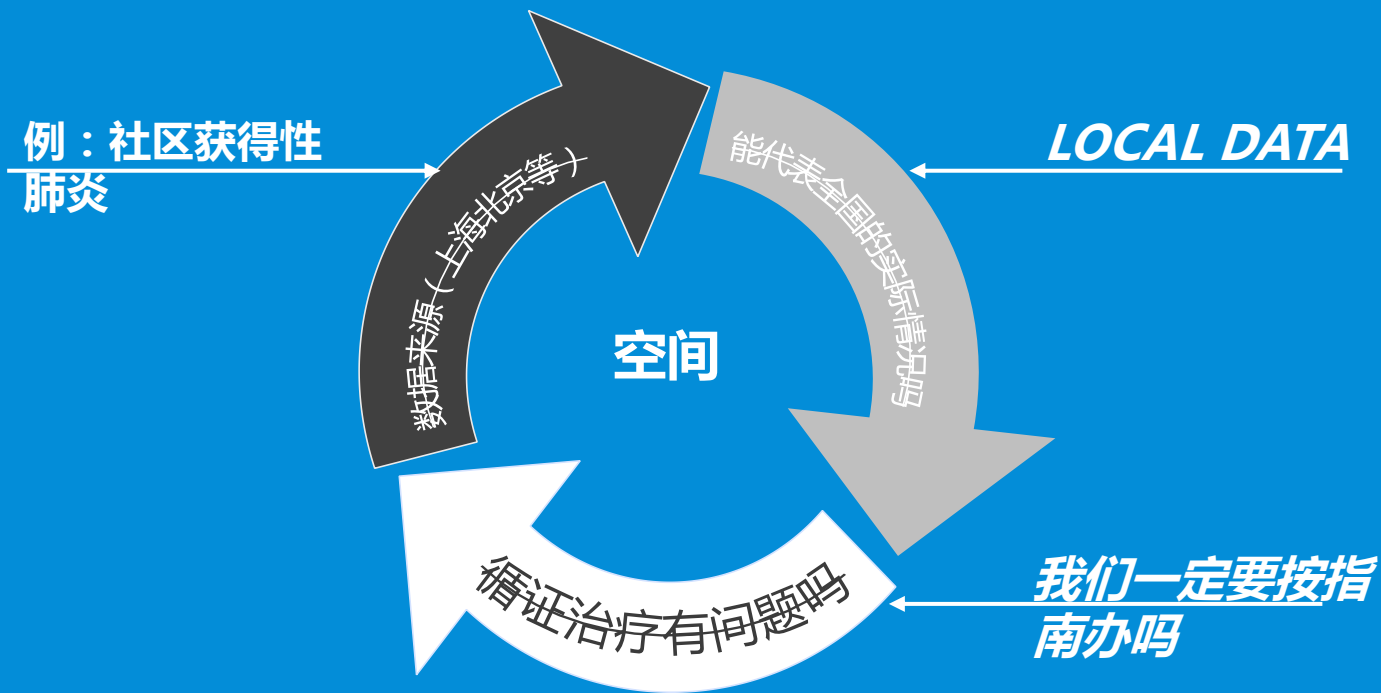 例：社区获得性
肺炎
数据来源（上海北京等）
能代表全国的实际情况吗
LOCAL DATA
空间
循证治疗有问题吗
我们一定要按指
南办吗